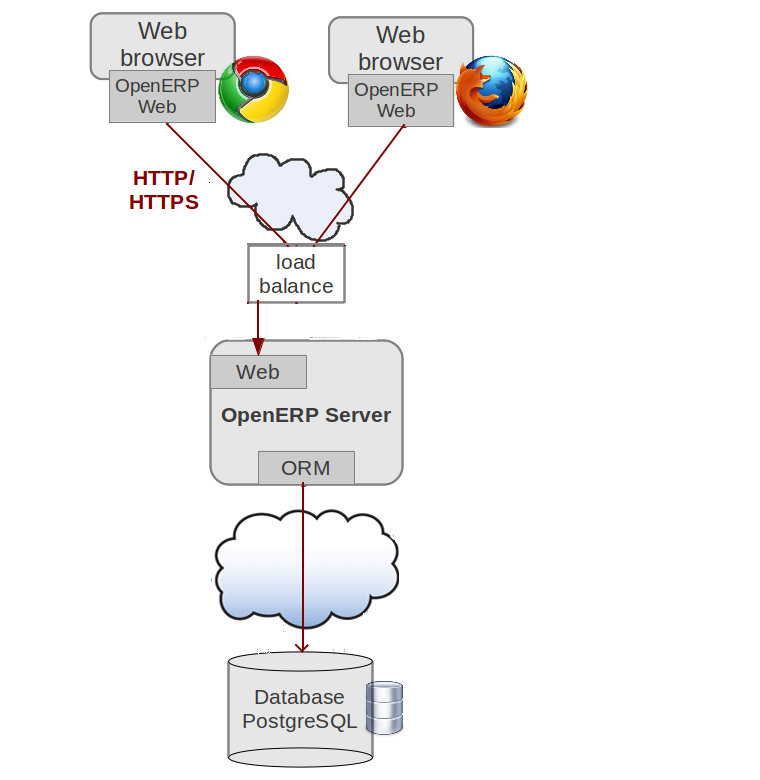 Web
browser
OpenERP
Web
Web
browser
OpenERP
Web
HTTP/
HTTPS
load
balance
Web
OpenERP Server
ORM
Database
PostgreSQL